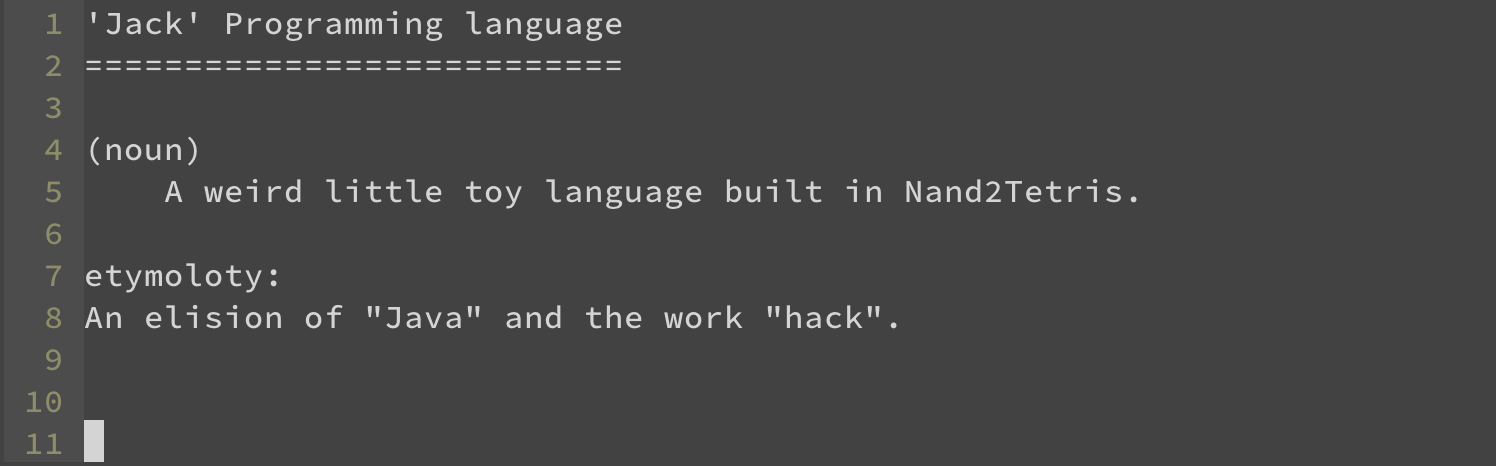 1 'Jack' Programming language
2 ===========================
3
4 (noun)
5     A weird little toy language built in Nand2Tetris.
6
7 etymoloty:
8 An elision of "Java" and the work "hack".
9
10
11